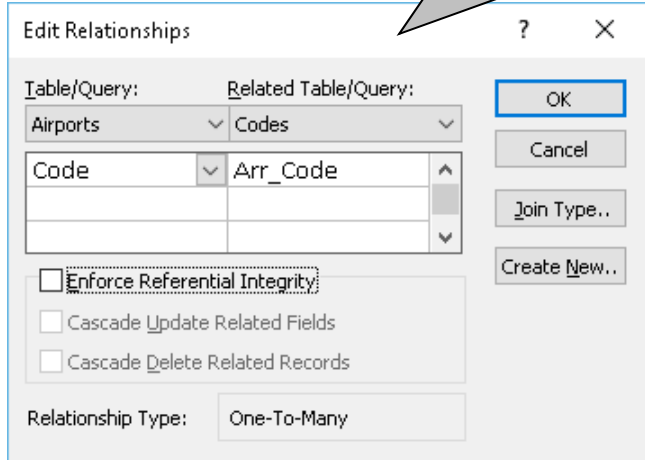 Edit Relationships ? ×
Table/Query: Related Table/Query:
Airports Codes
OK
Code Arr_Code
Cancel
Join Type..
Enforce Referential Integrity
Create New..
Cascade Update Related Fields
Cascade Delete Related Records
Relationship Type: One-To-Many